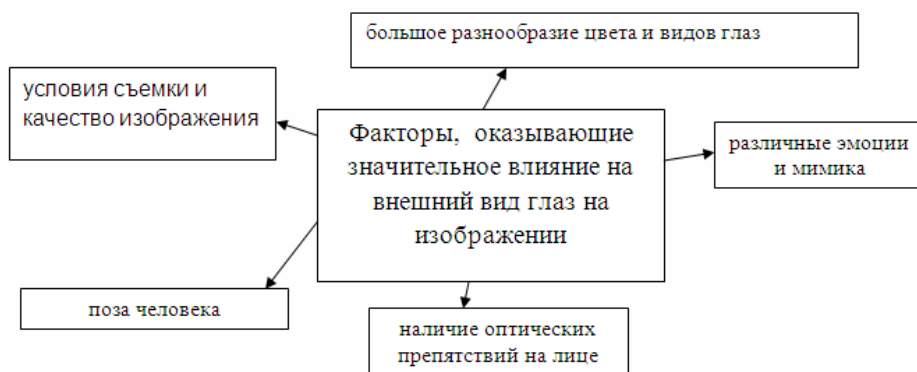 большое разнообразие цвета и видов глаз
условия съемки и
качество изображения
Факторы, оказывающие
значительное влияние на
внешний вид глаз на
изображении
различные эмоции
и мимика
поза человека
наличие оптических
препятствий на лице